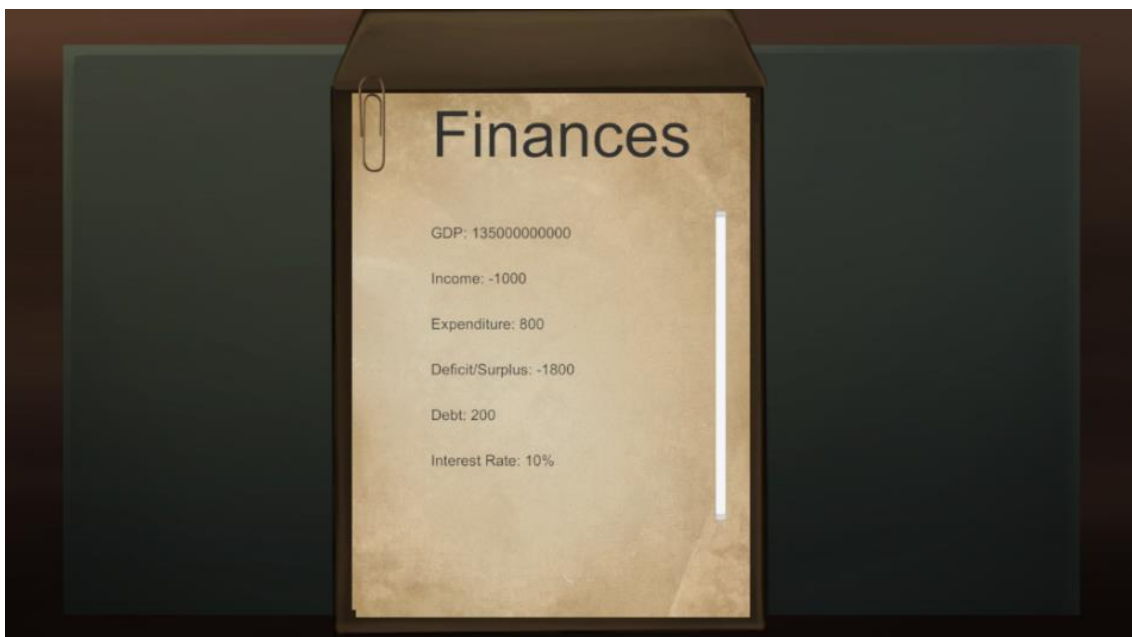 Finances
GDP: 135000000000
Income: -1000
Expenditure: 800
Deficit/Surplus: -1800
Debt: 200
Interest Rate: 10%